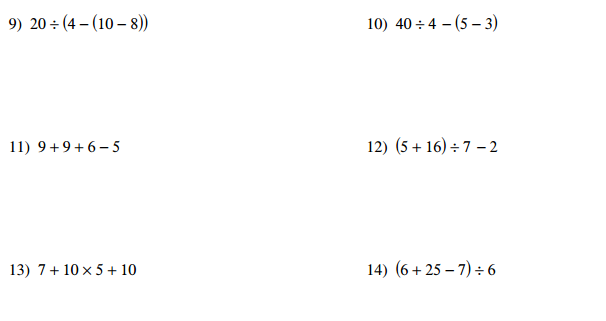 9) 20 ÷ (4 – (10 – 8))
10) 40 ÷ 4 – (5 – 3)
11) 9 + 9 + 6 – 5
12) (5 + 16) ÷ 7 – 2
13) 7 + 10 × 5 + 10
14) (6 + 25 – 7) ÷ 6